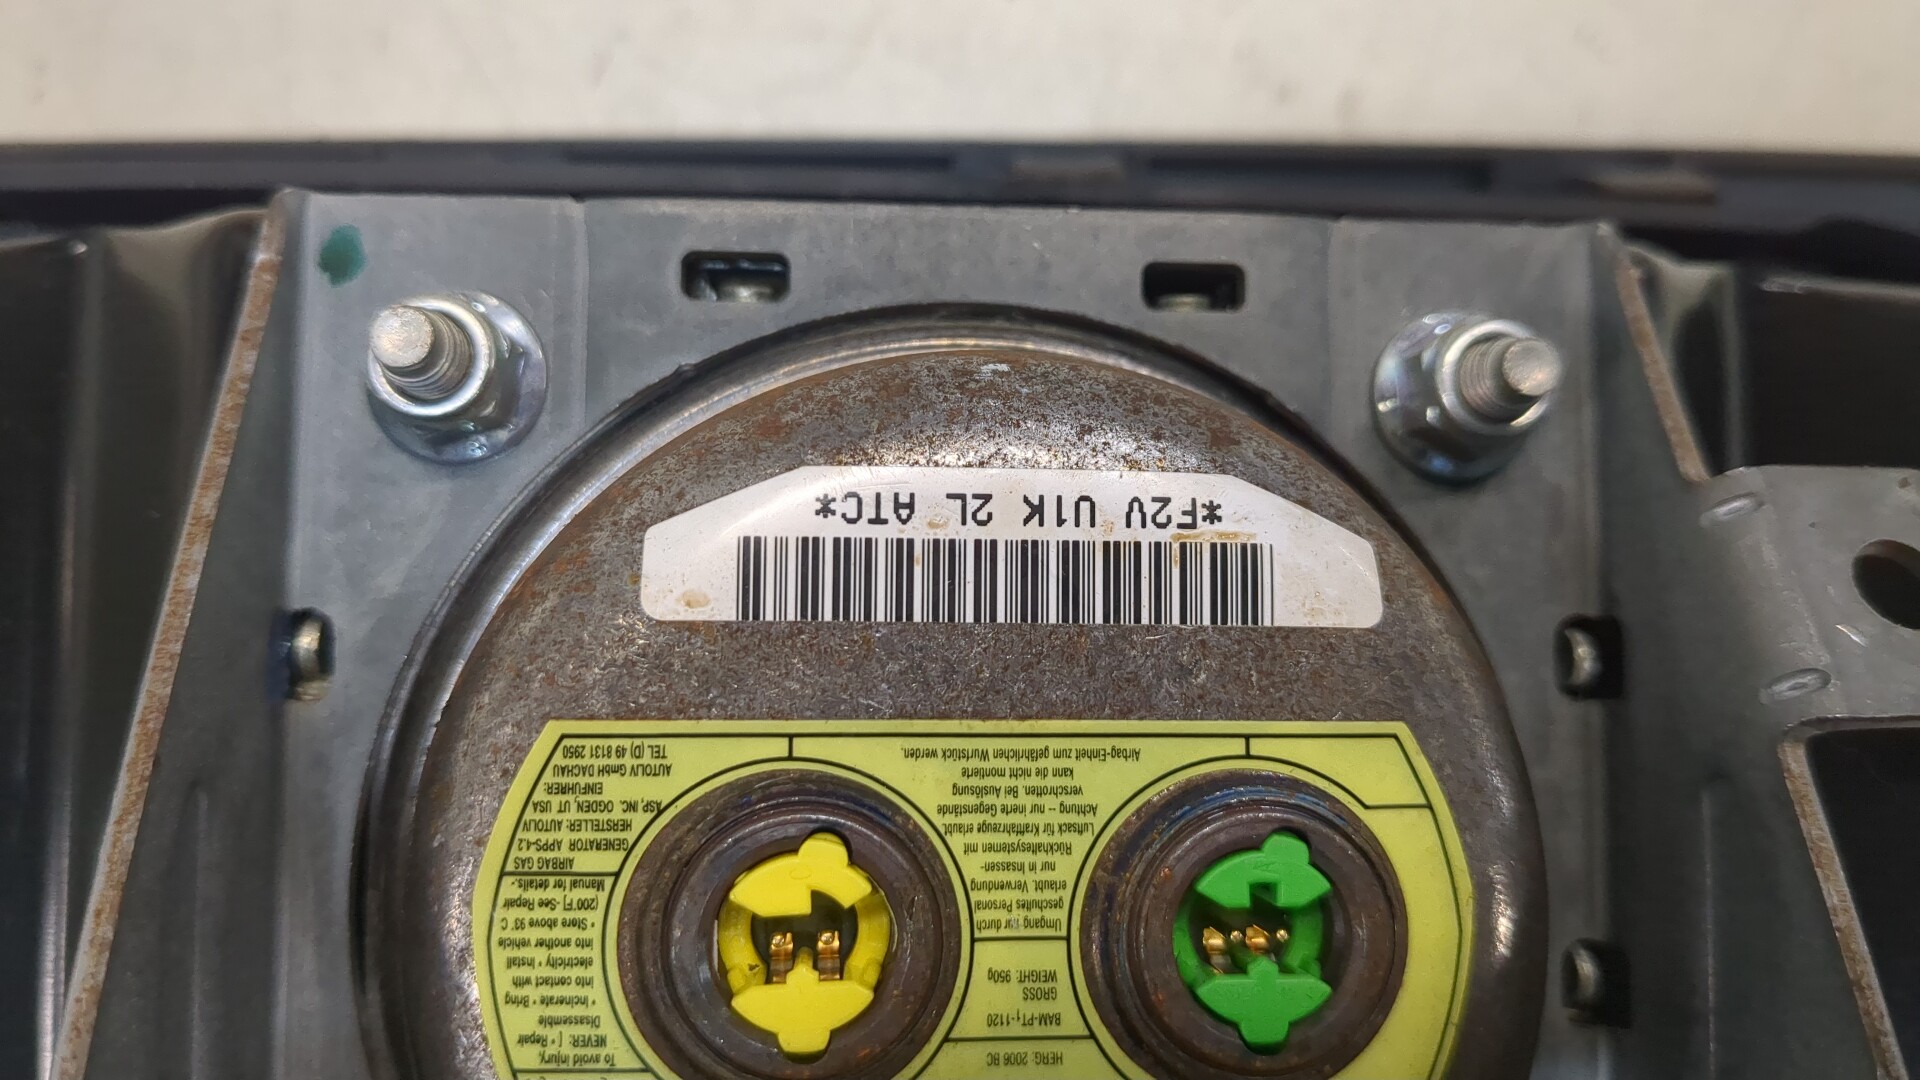 *F2V U1K 2L ATC*
To avoid injury,
NEVER: [ * Repair
Disassemble
* Incinerate * Bring
into contact with
electricity * Install
into another vehicle
* Store above 93° C
(200°F] -See Repair
Manual for details.-
AIRBAG GAS
GENERATOR APPS-4.2
HERSTELLER: AUTOLIV
ASP, INC. OGDEN, UT USA
EINFÜHRER:
AUTOLIV GmbH DACHAU
TEL (D) 49 8131 2950
HERG: 2006 BC
BAM-PT1-1120
GROSS
WEIGHT: 950g
Umgang nur durch
geschultes Personal
erlaubt. Verwendung
nur in Insassen-
Rückhaltesystemen mit
Luftsack für Kraftfahrzeuge erlaubt.
Achtung -- nur inerte Gegenstände
verschrotten. Bei Auslösung
kann die nicht montierte
Airbag-Einheit zum gefährlichen Wurfstück werden.